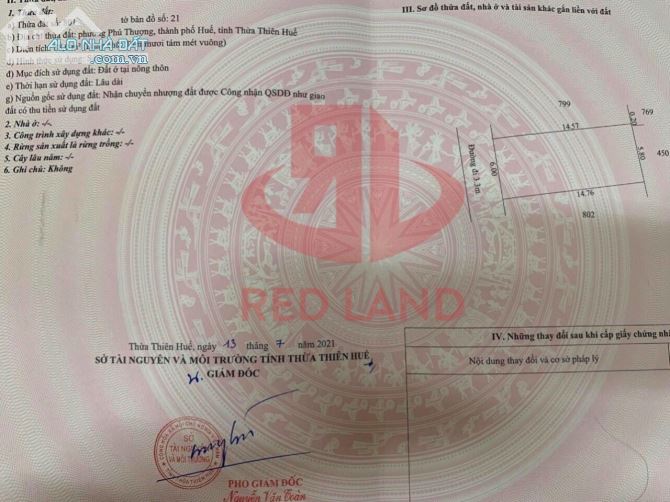 1. Thửa đất:
a) Thửa đất số:
tờ bản đồ số: 21
b) Địa chỉ thửa đất: phường Phú Thượng, thành phố Huế, tỉnh Thừa Thiên Huế
c) Diện tích: mươi tám mét vuông)
d) Hình thức sử dụng:
đ) Mục đích sử dụng đất: Đất ở tại nông thôn
e) Thời hạn sử dụng đất: Lâu dài
g) Nguồn gốc sử dụng đất: Nhận chuyển nhượng đất được Công nhận QSDĐ như giao
đất có thu tiền sử dụng đất
2. Nhà ở: -/-
3. Công trình xây dựng khác: -/-
4. Rừng sản xuất là rừng trồng: -/-
5. Cây lâu năm: -/-
6. Ghi chú: Không
ALO NHÀ ĐẤT
III. Sơ đồ thửa đất, nhà ở và tài sản khác gắn liền với đất
799
769
14.57
0.20
Đường đi 3.3m
6.00
5.80
450
14.76
802
RED LAND
Thừa Thiên Huế, ngày 13 tháng 7 năm 2021
SỞ TÀI NGUYÊN VÀ MÔI TRƯỜNG TỈNH THỪA THIÊN HUẾ
GIÁM ĐỐC
SỞ
TÀI NGUYÊN
VÀ MÔI TRƯỜNG
PHÓ GIÁM ĐỐC
Nguyễn Văn Toàn
IV. Những thay đổi sau khi cấp giấy chứng
Nội dung thay đổi và cơ sở pháp lý